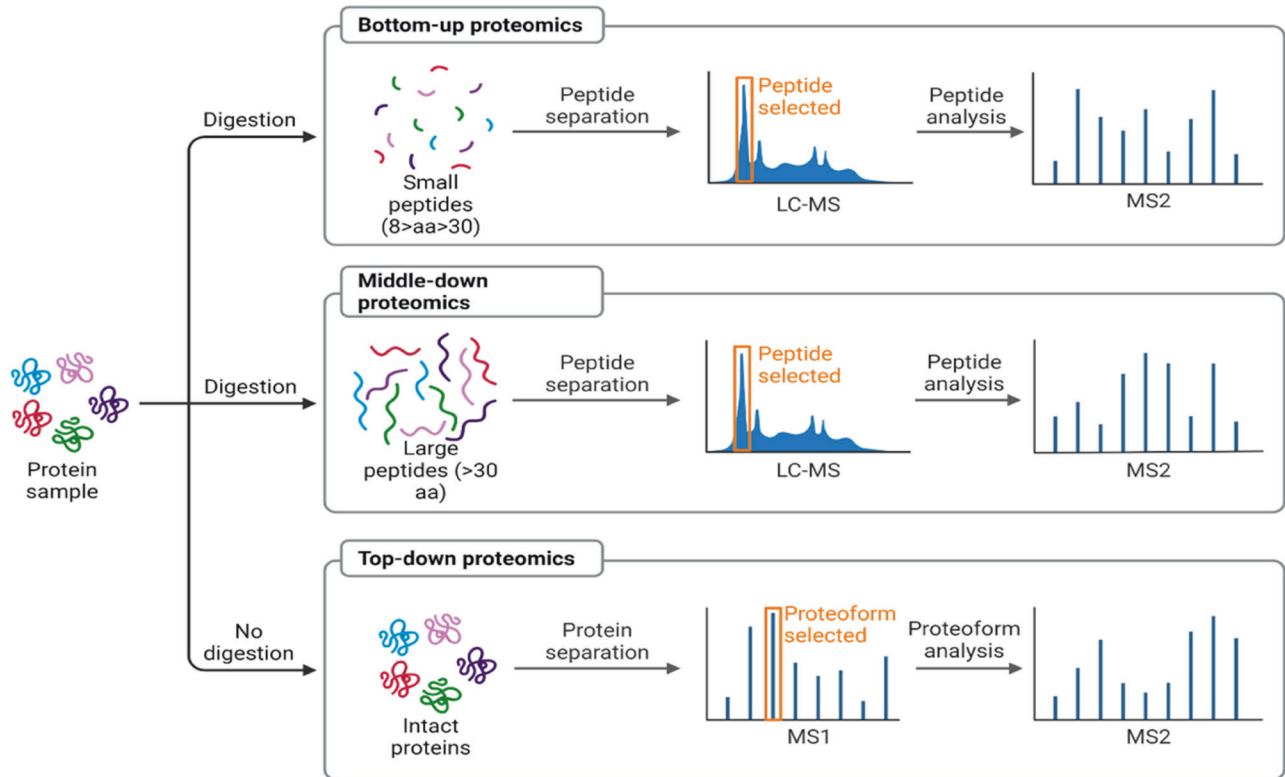 Bottom-up proteomics
Digestion
Small
peptides
(8>aa>30)
Peptide
separation
Peptide
selected
LC-MS
Peptide
analysis
MS2
Middle-down
proteomics
Protein
sample
Digestion
Large
peptides (>30
aa)
Peptide
separation
Peptide
selected
LC-MS
Peptide
analysis
MS2
Top-down proteomics
No
digestion
Intact
proteins
Protein
separation
Proteoform
selected
MS1
Proteoform
analysis
MS2